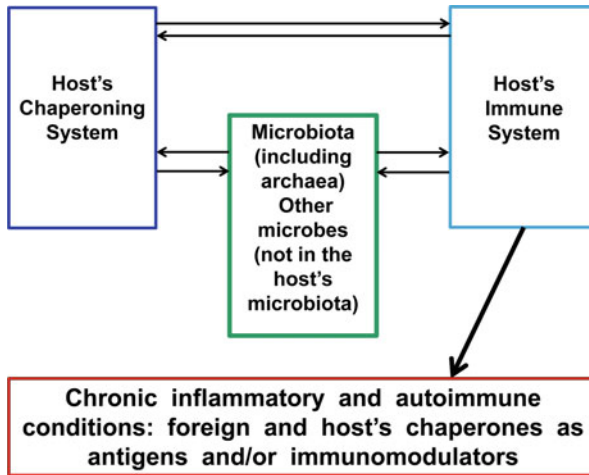 Host's
Chaperoning
System
Host's
Immune
System
Microbiota
(including
archaea)
Other
microbes
(not in the
host's
microbiota)
Chronic inflammatory and autoimmune
conditions: foreign and host's chaperones as
antigens and/or immunomodulators